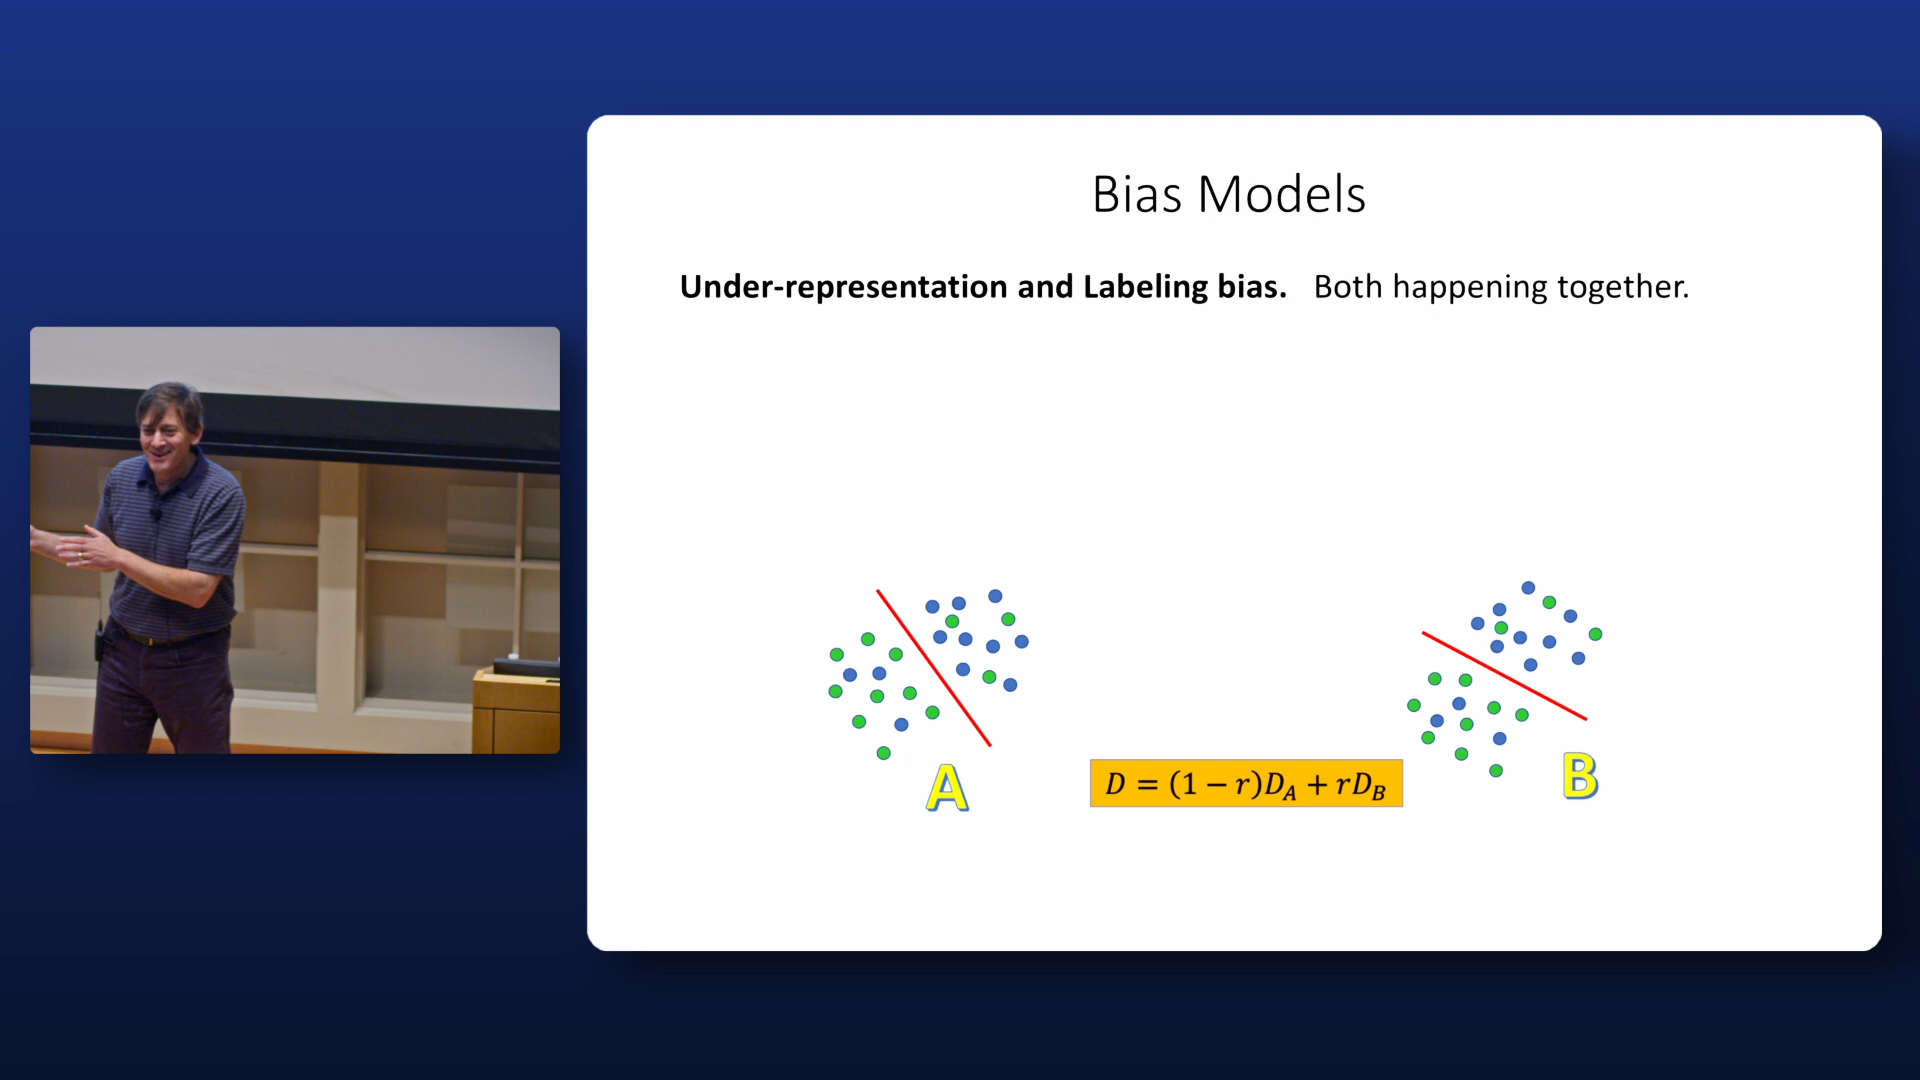 Bias Models
Under-representation and Labeling bias. Both happening together.
A
D = (1 − r)D_A + rD_B
B